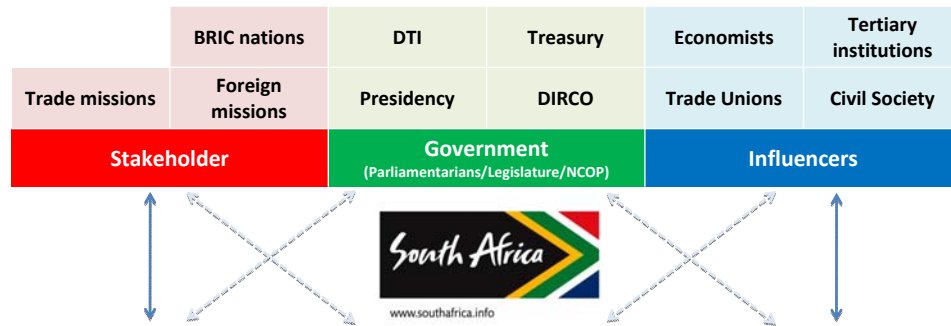 BRIC nations
DTI
Treasury
Economists
Tertiary
institutions
Trade missions
Foreign
missions
Presidency
DIRCO
Trade Unions
Civil Society
Stakeholder
Government
(Parliamentarians/Legislature/NCOP)
Influencers
South Africa
www.southafrica.info